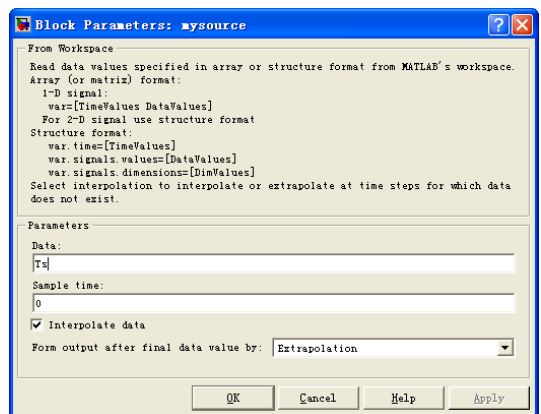 Block Parameters: mysource
From Workspace
Read data values specified in array or structure format from MATLAB's workspace.
Array (or matrix) format:
1-D signal:
var=[TimeValues DataValues]
For 2-D signal use structure format
Structure format:
var.time=[TimeValues]
var.signals.values=[DataValues]
var.signals.dimensions=[DimValues]
Select interpolation to interpolate or extrapolate at time steps for which data
does not exist.
Parameters
Data:
Ts
Sample time:
0
Interpolate data
Form output after final data value by: Extrapolation
OK Cancel Help Apply